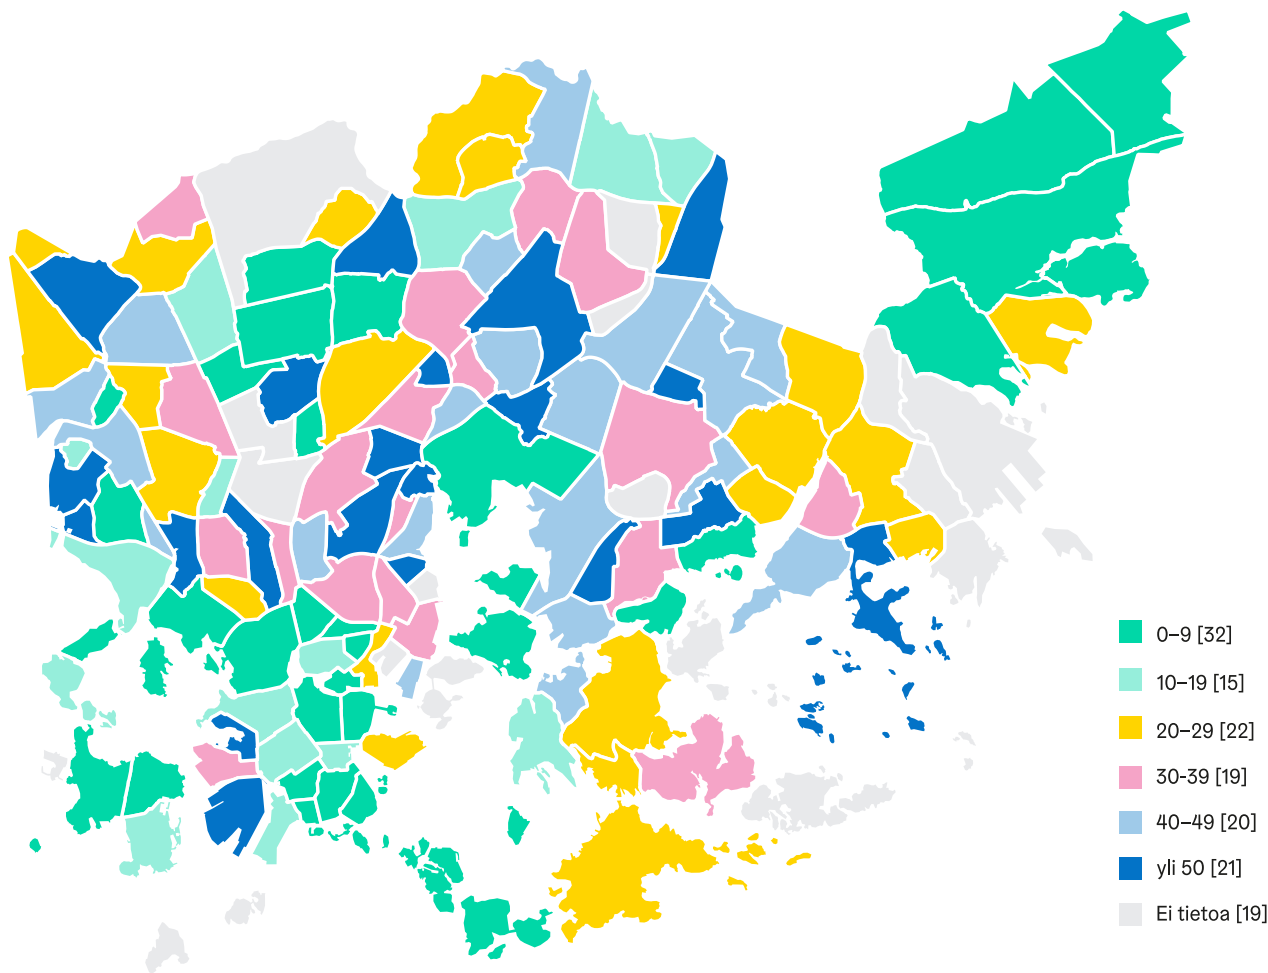 0–9 [32]
10–19 [15]
20–29 [22]
30-39 [19]
40–49 [20]
yli 50 [21]
Ei tietoa [19]